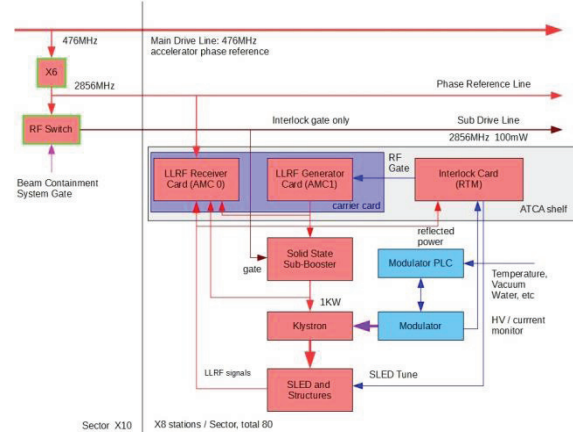 476MHz
Main Drive Line: 476MHz
accelerator phase reference
X6
2856MHz
Phase Reference Line
RF Switch
Interlock gate only
Sub Drive Line
2856MHz 100mW
Beam Containment
System Gate
LLRF Receiver
Card (AMC 0)
LLRF Generator
Card (AMC1)
carrier card
RF
Gate
Interlock Card
(RTM)
ATCA shelf
reflected
power
gate
Solid State
Sub-Booster
Modulator PLC
Temperature,
Vacuum
Water, etc
1KW
Klystron
Modulator
HV / currrent
monitor
LLRF signals
SLED and
Structures
SLED Tune
Sector X10
X8 stations / Sector, total 80